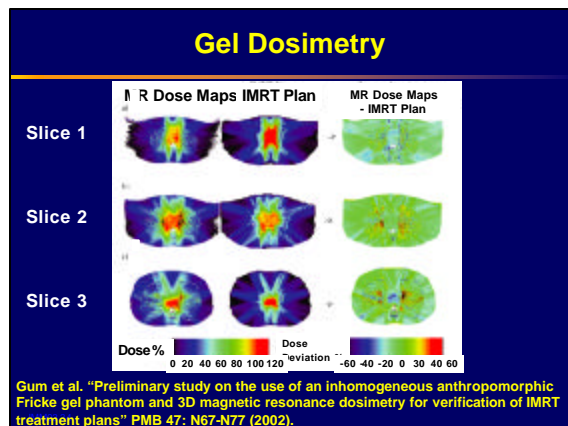 Gel Dosimetry
MR Dose Maps IMRT Plan
MR Dose Maps
- IMRT Plan
Slice 1
Slice 2
Slice 3
Dose %
0 20 40 60 80 100 120
Dose
Deviation
-60 -40 -20 0 20 40 60
Gum et al. "Preliminary study on the use of an inhomogeneous anthropomorphic
Fricke gel phantom and 3D magnetic resonance dosimetry for verification of IMRT
treatment plans" PMB 47: N67-N77 (2002).